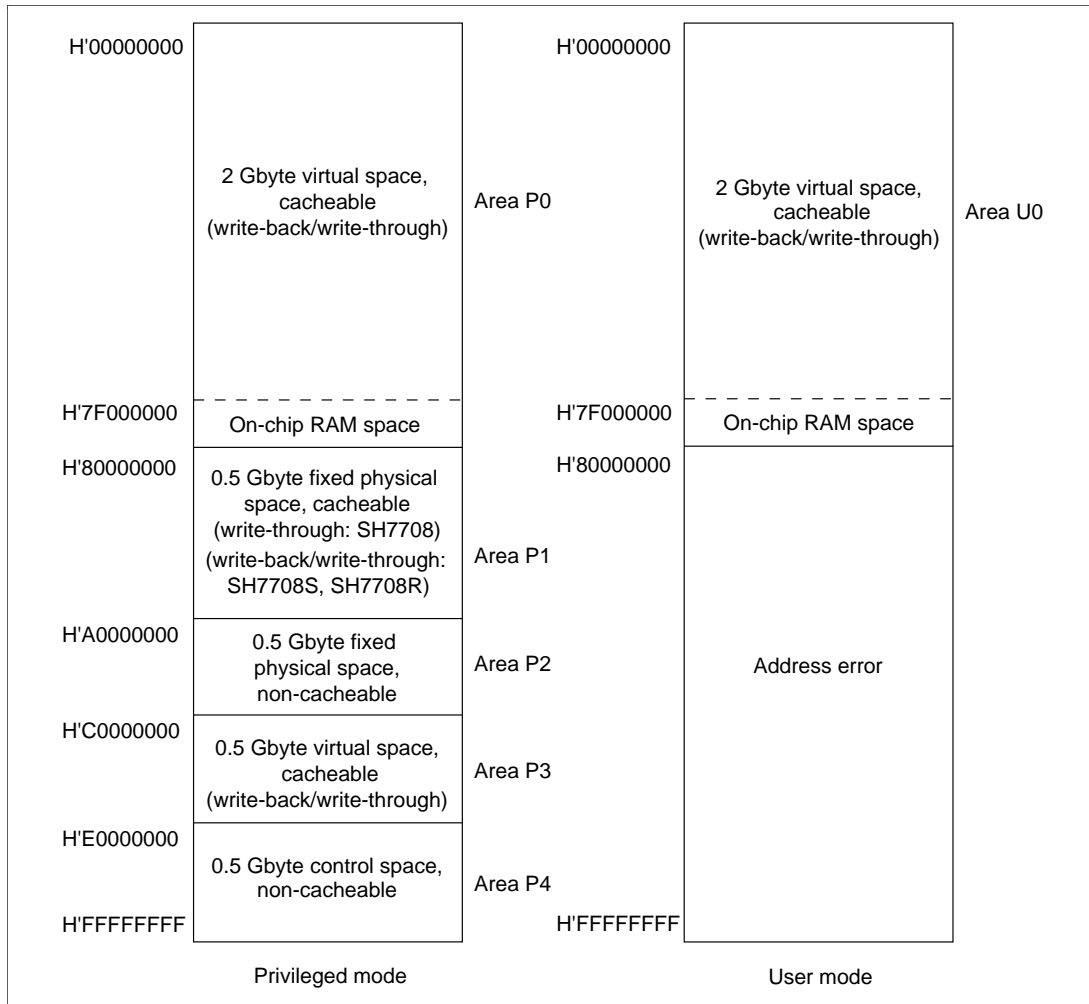 H'00000000
2 Gbyte virtual space,
cacheable
(write-back/write-through)
Area P0
H'7F000000
On-chip RAM space
H'80000000
0.5 Gbyte fixed physical
space, cacheable
(write-through: SH7708)
(write-back/write-through:
SH7708S, SH7708R)
Area P1
H'A0000000
0.5 Gbyte fixed
physical space,
non-cacheable
Area P2
H'C0000000
0.5 Gbyte virtual space,
cacheable
(write-back/write-through)
Area P3
H'E0000000
0.5 Gbyte control space,
non-cacheable
Area P4
H'FFFFFFFF
Privileged mode
H'00000000
2 Gbyte virtual space,
cacheable
(write-back/write-through)
Area U0
H'7F000000
On-chip RAM space
H'80000000
Address error
H'FFFFFFFF
User mode